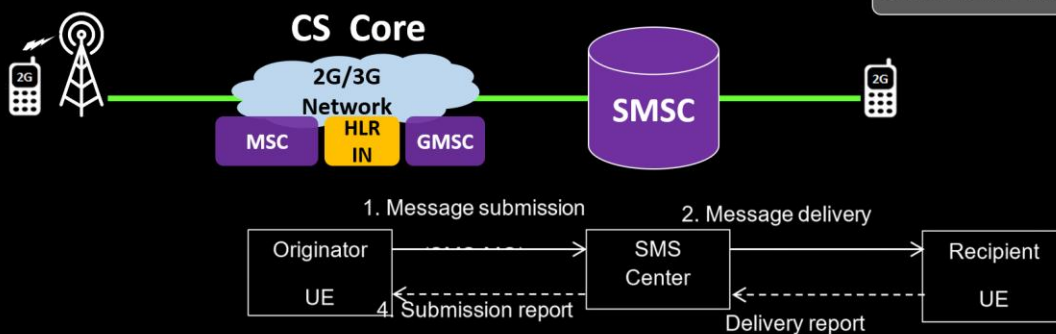 CS Core
2G
2G/3G
Network
MSC
HLR
IN
GMSC
SMSC
2G
1. Message submission
2. Message delivery
Originator
UE
SMS
Center
Recipient
UE
4. Submission report
Delivery report